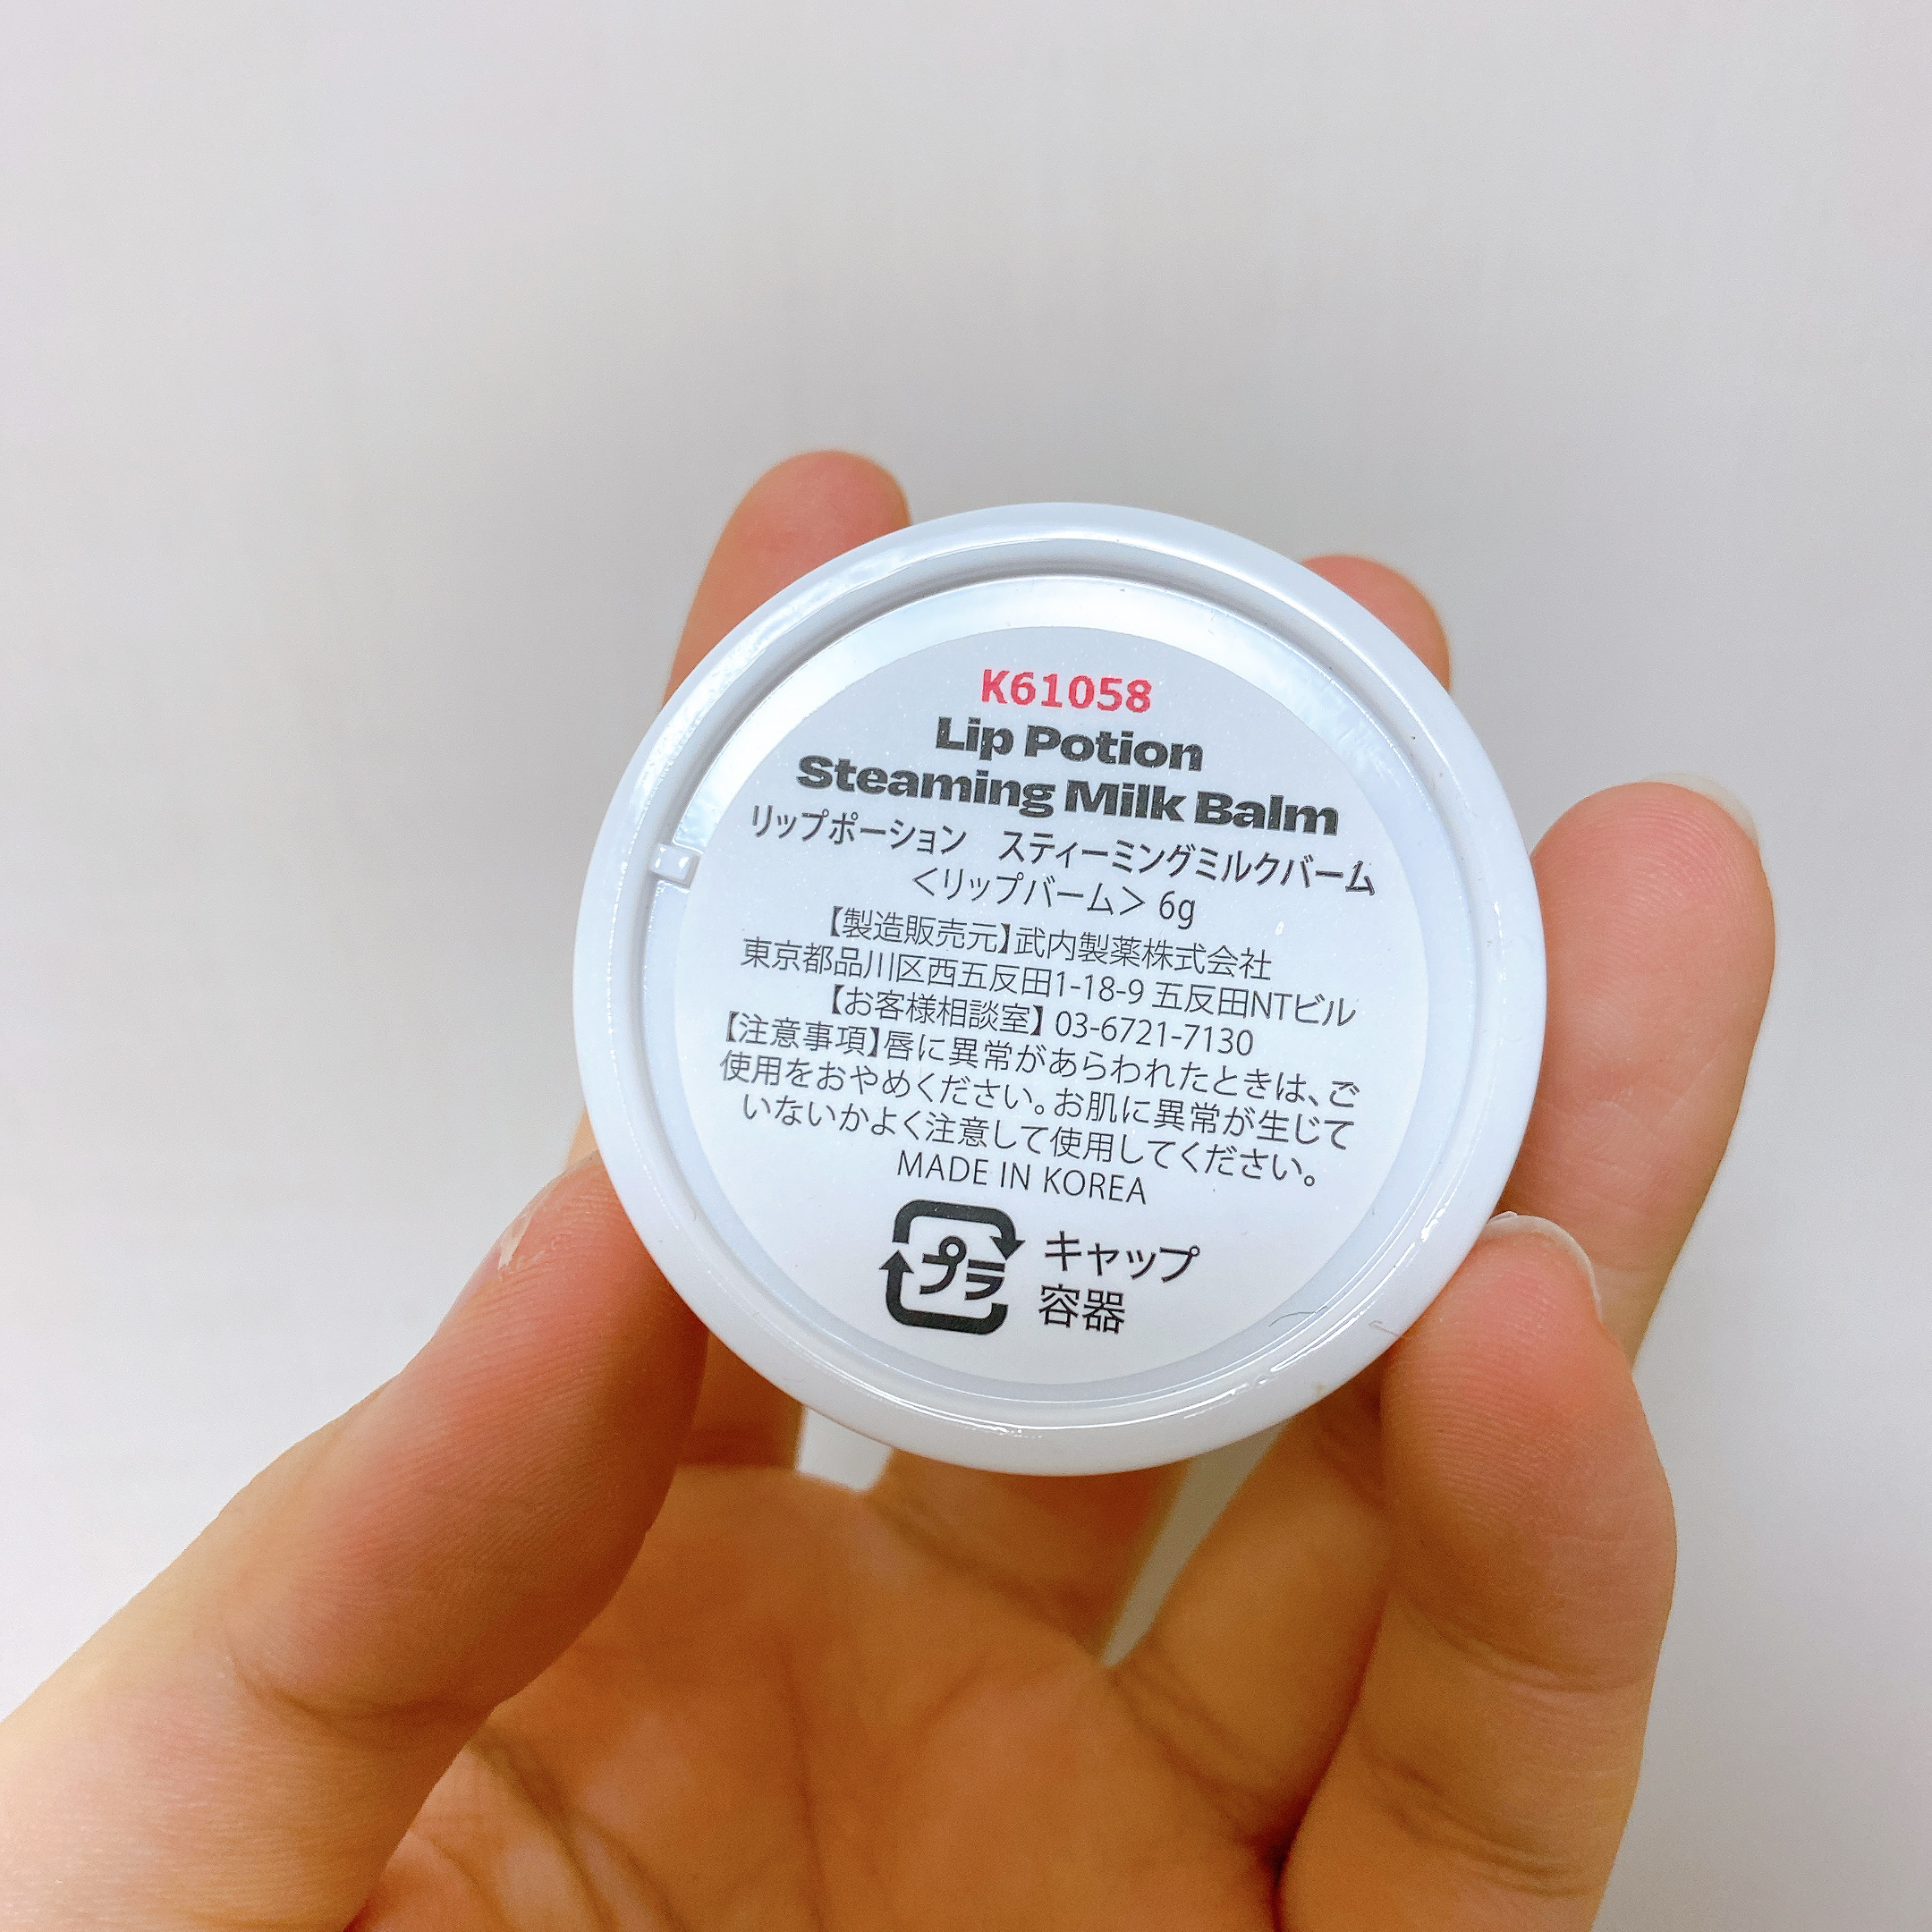 K61058
Lip Potion
Steaming Milk Balm
リップポーション　スティーミングミルクバーム
＜リップバーム＞ 6g
【製造販売元】武内製薬株式会社
東京都品川区西五反田1-18-9 五反田NTビル
【お客様相談室】 03-6721-7130
【注意事項】唇に異常があらわれたときは、ご
使用をおやめください。お肌に異常が生じて
いないかよく注意して使用してください。
MADE IN KOREA
プラ
キャップ
容器